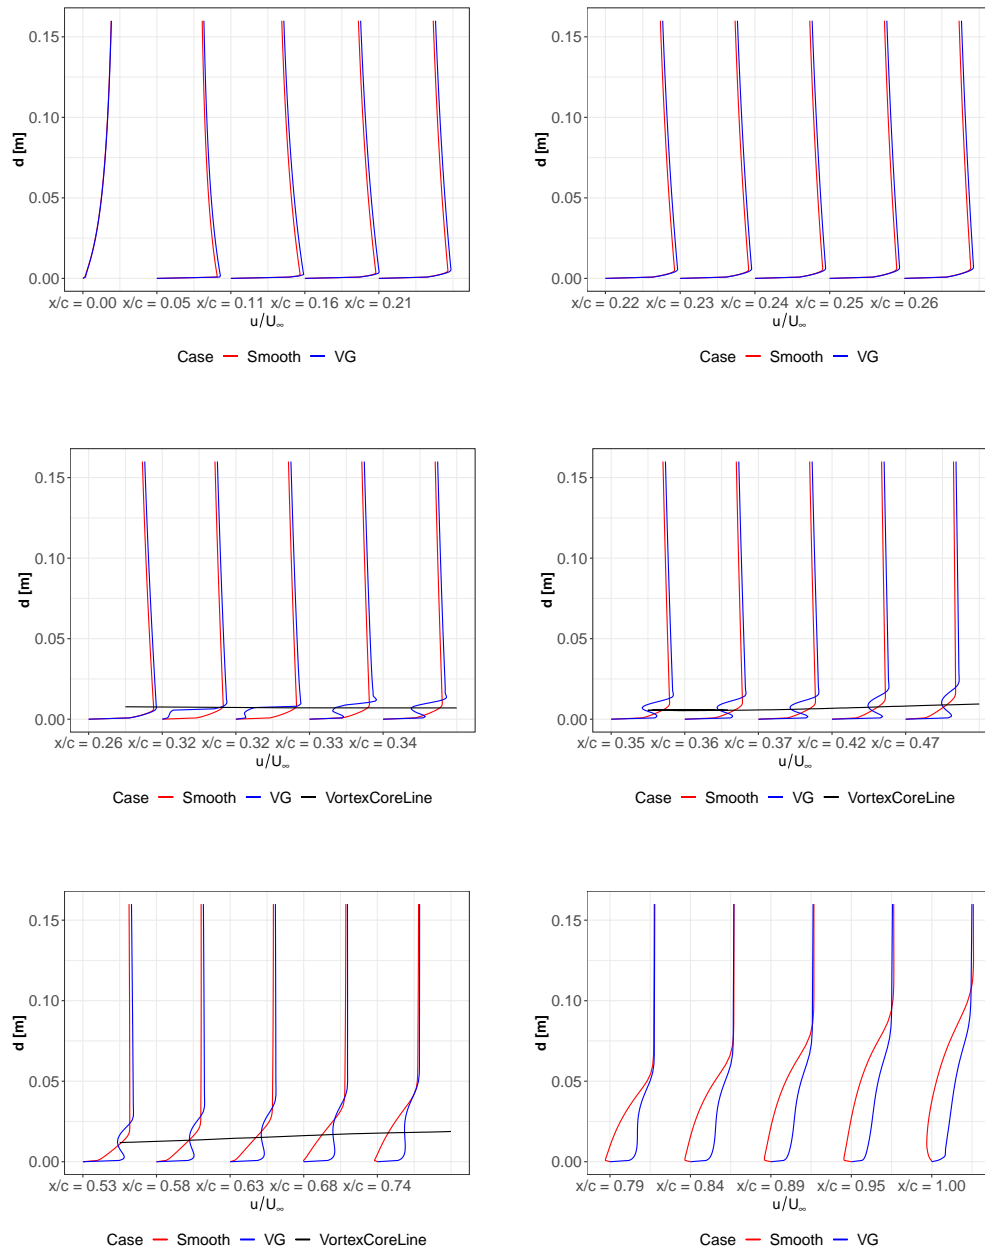 0.15
0.10
0.05
0.00
d [m]
x/c = 0.00 x/c = 0.05 x/c = 0.11 x/c = 0.16 x/c = 0.21
u/U∞
Case Smooth VG
0.15
0.10
0.05
0.00
d [m]
x/c = 0.22 x/c = 0.23 x/c = 0.24 x/c = 0.25 x/c = 0.26
u/U∞
Case Smooth VG
0.15
0.10
0.05
0.00
d [m]
x/c = 0.26 x/c = 0.32 x/c = 0.32 x/c = 0.33 x/c = 0.34
u/U∞
Case Smooth VG VortexCoreLine
0.15
0.10
0.05
0.00
d [m]
x/c = 0.35 x/c = 0.36 x/c = 0.37 x/c = 0.42 x/c = 0.47
u/U∞
Case Smooth VG VortexCoreLine
0.15
0.10
0.05
0.00
d [m]
x/c = 0.53 x/c = 0.58 x/c = 0.63 x/c = 0.68 x/c = 0.74
u/U∞
Case Smooth VG VortexCoreLine
0.15
0.10
0.05
0.00
d [m]
x/c = 0.79 x/c = 0.84 x/c = 0.89 x/c = 0.95 x/c = 1.00
u/U∞
Case Smooth VG